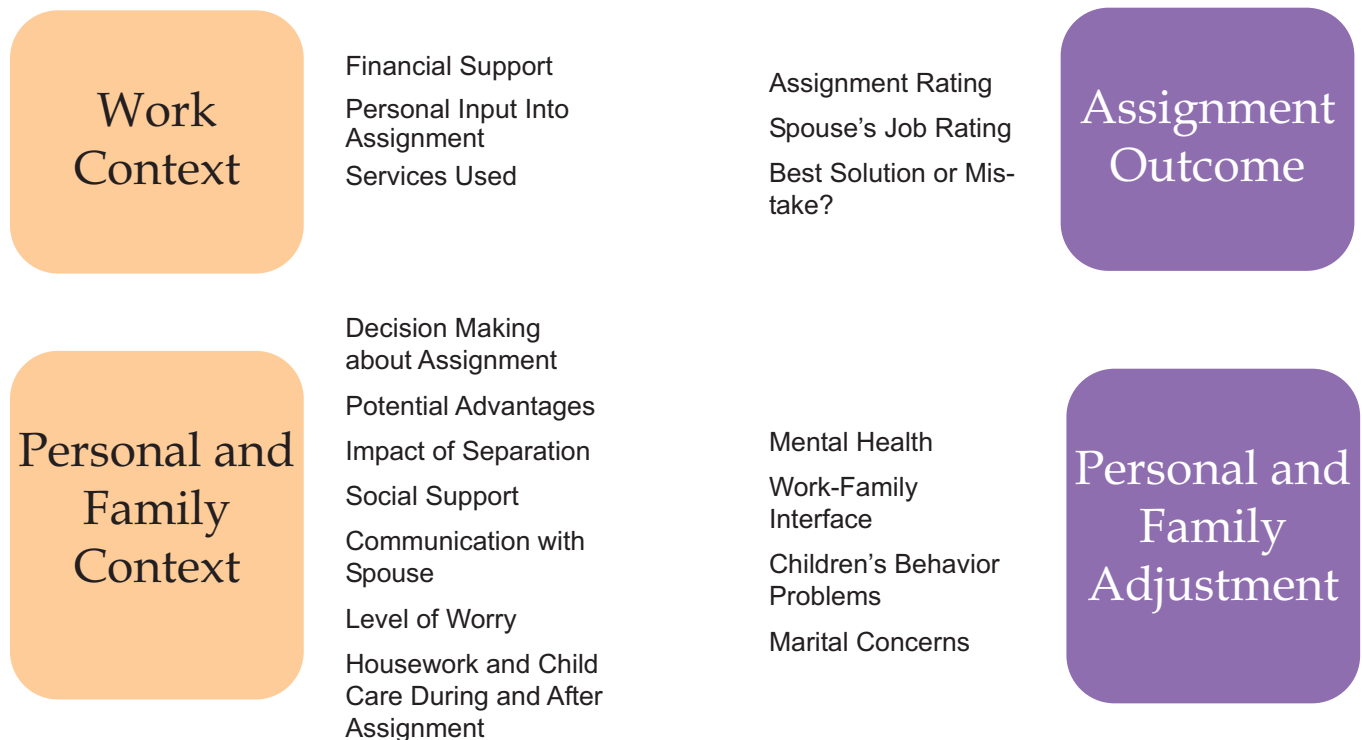 Work
Context
Financial Support
Personal Input Into
Assignment
Services Used
Assignment Rating
Spouse’s Job Rating
Best Solution or Mis-
take?
Assignment
Outcome
Personal and
Family
Context
Decision Making
about Assignment
Potential Advantages
Impact of Separation
Social Support
Communication with
Spouse
Level of Worry
Housework and Child
Care During and After
Assignment
Mental Health
Work-Family
Interface
Children’s Behavior
Problems
Marital Concerns
Personal and
Family
Adjustment